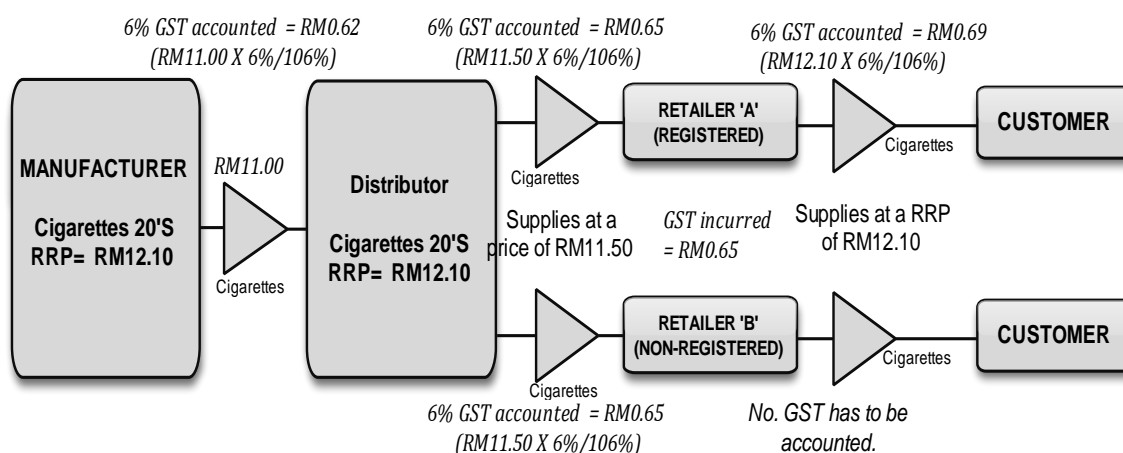 6% GST accounted = RM0.62
(RM11.00 X 6%/106%)
6% GST accounted = RM0.65
(RM11.50 X 6%/106%)
6% GST accounted = RM0.69
(RM12.10 X 6%/106%)
MANUFACTURER
Cigarettes 20'S
RRP= RM12.10
RM11.00
Cigarettes
Distributor
Cigarettes 20'S
RRP= RM12.10
Cigarettes
RETAILER 'A'
(REGISTERED)
Cigarettes
CUSTOMER
Supplies at a
price of RM11.50
GST incurred
= RM0.65
Supplies at a RRP
of RM12.10
Cigarettes
RETAILER 'B'
(NON-REGISTERED)
Cigarettes
CUSTOMER
6% GST accounted = RM0.65
(RM11.50 X 6%/106%)
No. GST has to be
accounted.